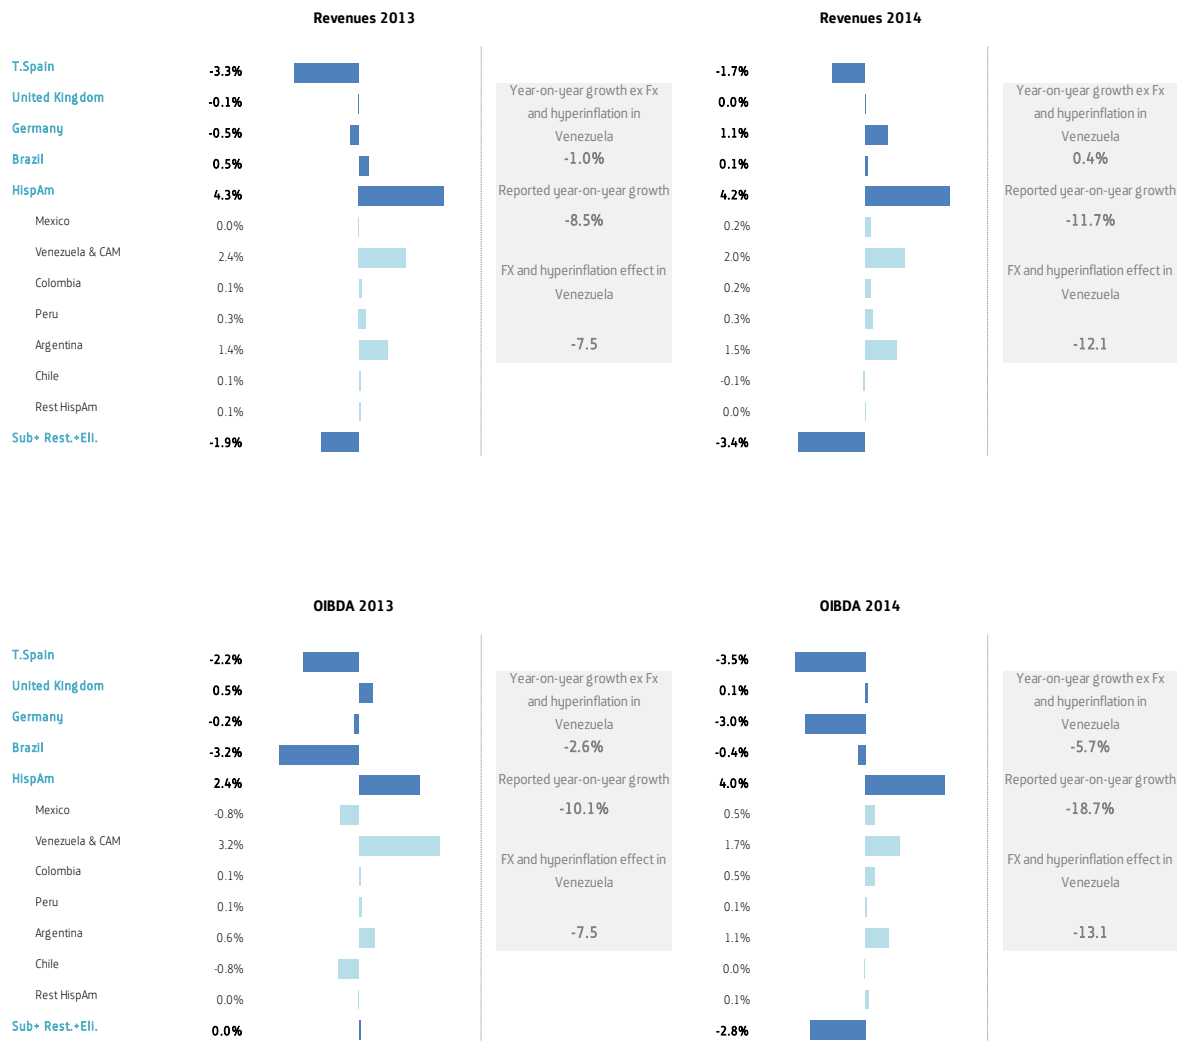 Revenues 2013
T.Spain -3.3%
United Kingdom -0.1%
Germany -0.5%
Brazil 0.5%
HispAm 4.3%
Mexico 0.0%
Venezuela & CAM 2.4%
Colombia 0.1%
Peru 0.3%
Argentina 1.4%
Chile 0.1%
Rest HispAm 0.1%
Sub+ Rest.+Eli. -1.9%
Year-on-year growth ex Fx
and hyperinflation in
Venezuela
-1.0%
Reported year-on-year growth
-8.5%
FX and hyperinflation effect in
Venezuela
-7.5
Revenues 2014
-1.7%
0.0%
1.1%
0.1%
4.2%
0.2%
2.0%
0.2%
0.3%
1.5%
-0.1%
0.0%
-3.4%
Year-on-year growth ex Fx
and hyperinflation in
Venezuela
0.4%
Reported year-on-year growth
-11.7%
FX and hyperinflation effect in
Venezuela
-12.1
OIBDA 2013
T.Spain -2.2%
United Kingdom 0.5%
Germany -0.2%
Brazil -3.2%
HispAm 2.4%
Mexico -0.8%
Venezuela & CAM 3.2%
Colombia 0.1%
Peru 0.1%
Argentina 0.6%
Chile -0.8%
Rest HispAm 0.0%
Sub+ Rest.+Eli. 0.0%
Year-on-year growth ex Fx
and hyperinflation in
Venezuela
-2.6%
Reported year-on-year growth
-10.1%
FX and hyperinflation effect in
Venezuela
-7.5
OIBDA 2014
-3.5%
0.1%
-3.0%
-0.4%
4.0%
0.5%
1.7%
0.5%
0.1%
1.1%
0.0%
0.1%
-2.8%
Year-on-year growth ex Fx
and hyperinflation in
Venezuela
-5.7%
Reported year-on-year growth
-18.7%
FX and hyperinflation effect in
Venezuela
-13.1